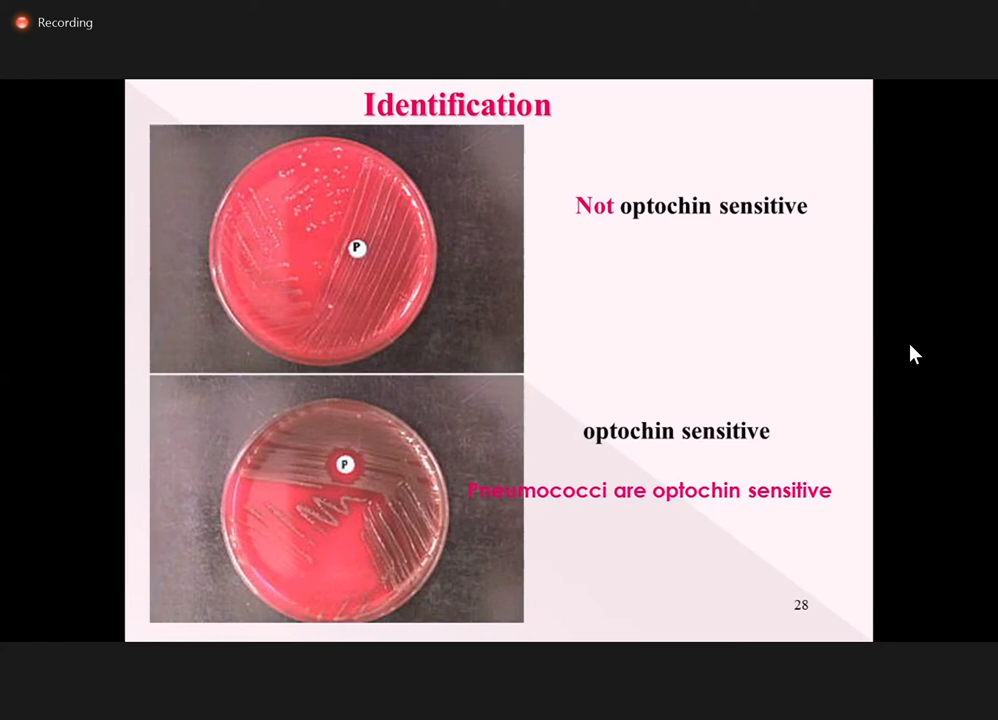 Recording
Identification
Not optochin sensitive
P
optochin sensitive
P
Pneumococci are optochin sensitive
28